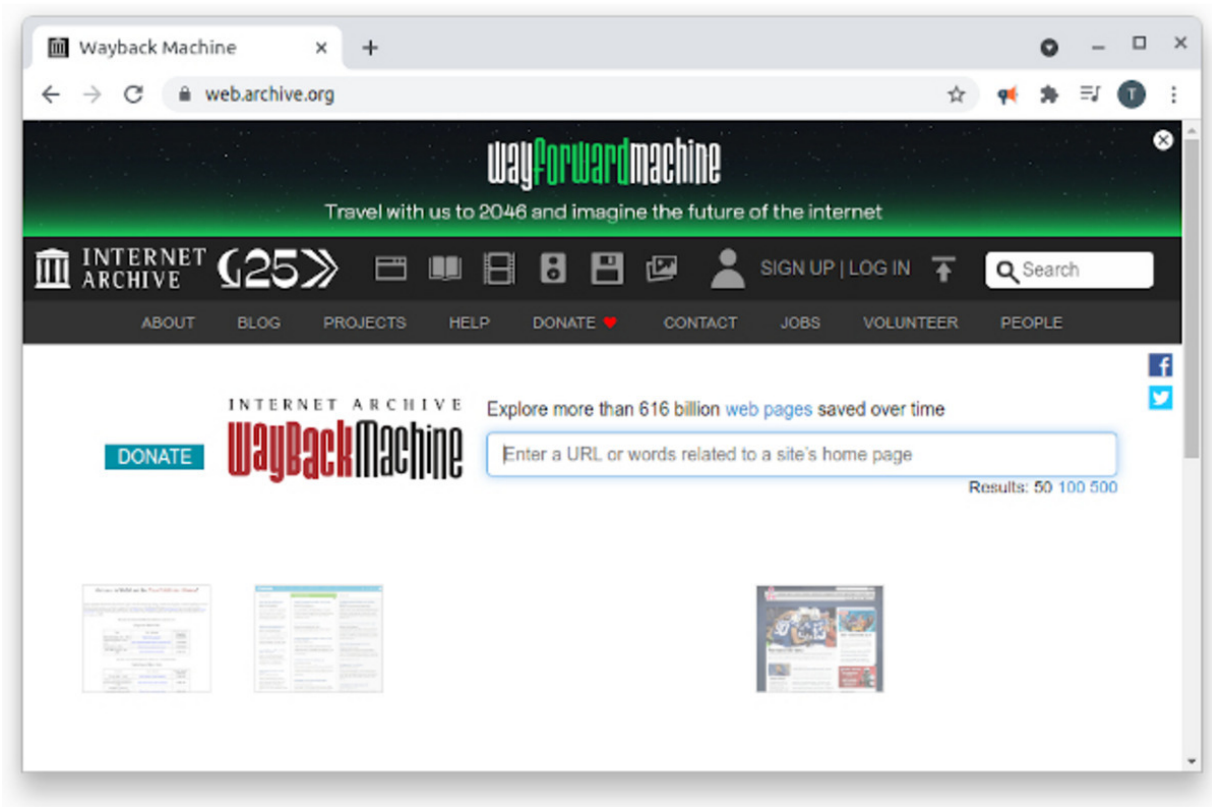 Wayback Machine
web.archive.org
T
wayforwardmachine
Travel with us to 2046 and imagine the future of the internet
INTERNET ARCHIVE 25 SIGN UP | LOG IN Search
ABOUT BLOG PROJECTS HELP DONATE CONTACT JOBS VOLUNTEER PEOPLE
f
INTERNET ARCHIVE
WayBackMachine
DONATE
Explore more than 616 billion web pages saved over time
Enter a URL or words related to a site's home page
Results: 50 100 500